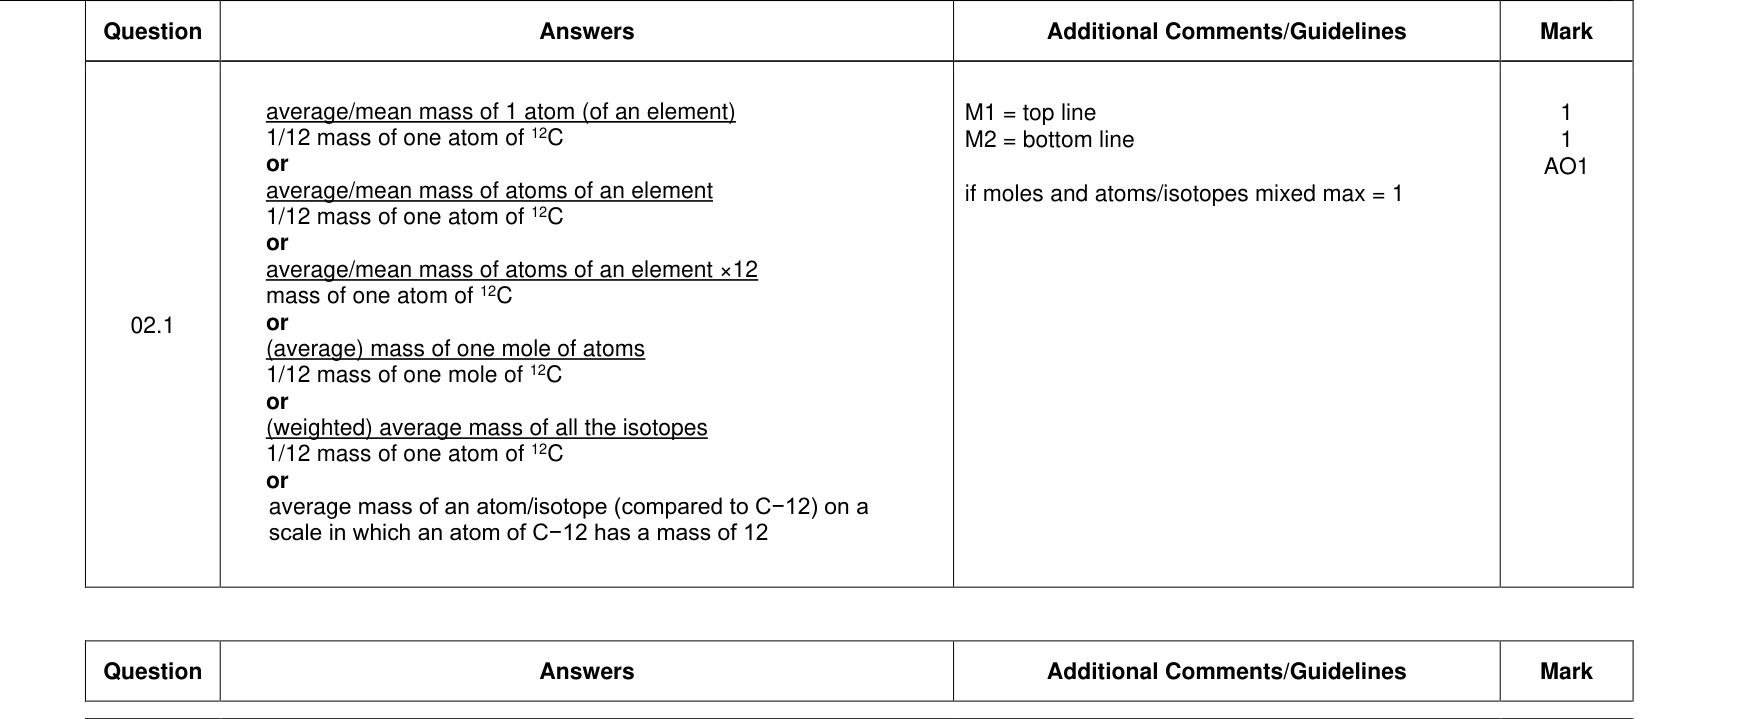 Question Answers Additional Comments/Guidelines Mark
average/mean mass of 1 atom (of an element) M1 = top line 1
1/12 mass of one atom of ¹²C M2 = bottom line 1
or AO1
average/mean mass of atoms of an element if moles and atoms/isotopes mixed max = 1
1/12 mass of one atom of ¹²C
or
average/mean mass of atoms of an element ×12
mass of one atom of ¹²C
or
02.1
(average) mass of one mole of atoms
1/12 mass of one mole of ¹²C
or
(weighted) average mass of all the isotopes
1/12 mass of one atom of ¹²C
or
average mass of an atom/isotope (compared to C−12) on a
scale in which an atom of C−12 has a mass of 12
Question Answers Additional Comments/Guidelines Mark